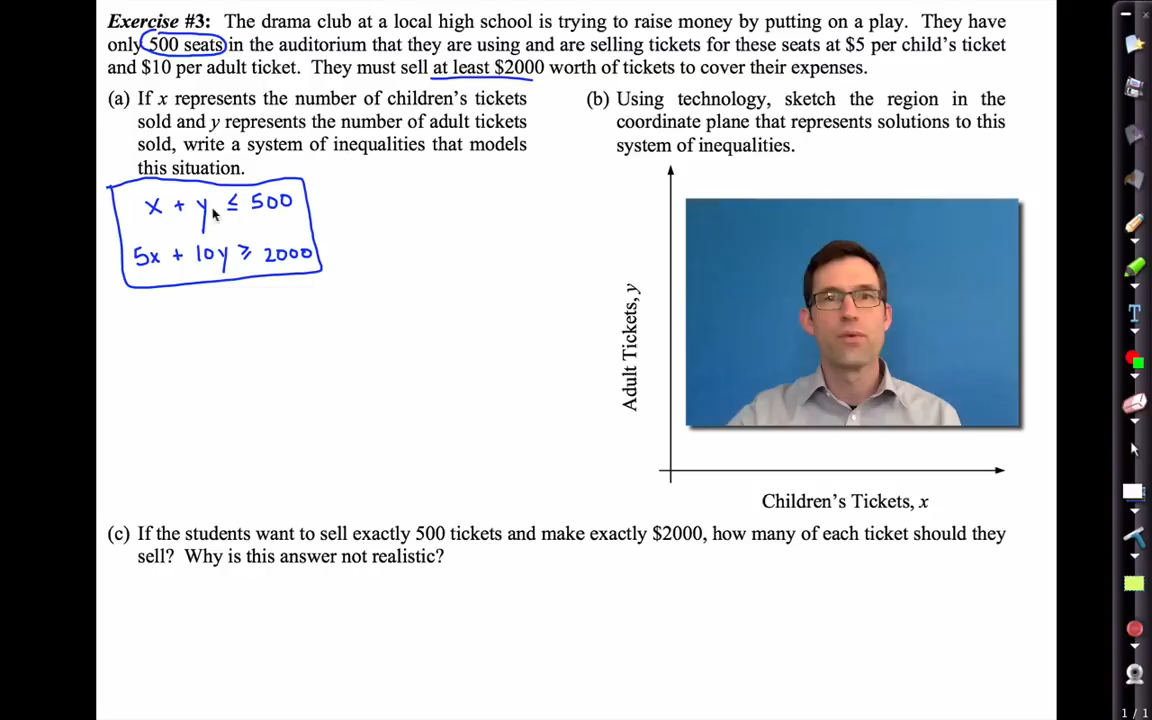 Exercise #3: The drama club at a local high school is trying to raise money by putting on a play. They have
only 500 seats in the auditorium that they are using and are selling tickets for these seats at $5 per child's ticket
and $10 per adult ticket. They must sell at least $2000 worth of tickets to cover their expenses.
(a) If x represents the number of children's tickets
sold and y represents the number of adult tickets
sold, write a system of inequalities that models
this situation.
x + y ≤ 500
5x + 10y ≥ 2000
(b) Using technology, sketch the region in the
coordinate plane that represents solutions to this
system of inequalities.
Adult Tickets, y
Children's Tickets, x
(c) If the students want to sell exactly 500 tickets and make exactly $2000, how many of each ticket should they
sell? Why is this answer not realistic?
T
1 / 1